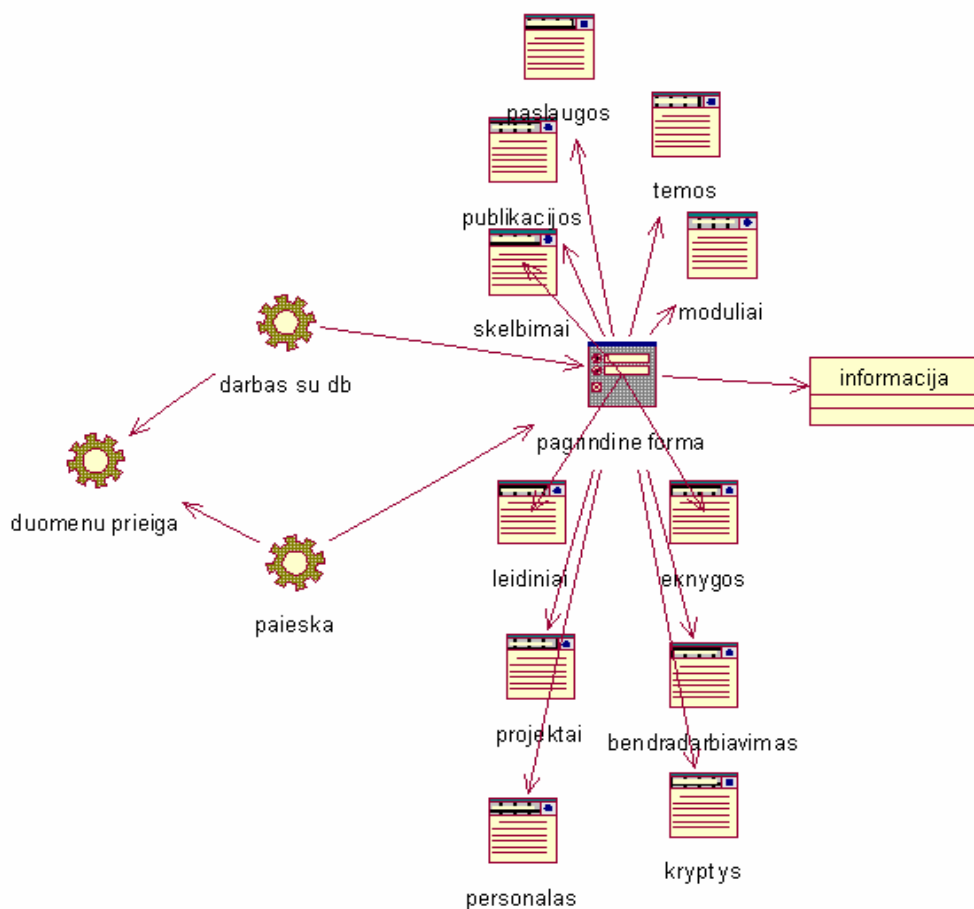 paslaugos
temos
publikacijos
moduliai
skelbimai
informacija
darbas su db
pagrindine forma
duomenu prieiga
leidiniai
eknygos
paieska
projektai
bendradarbiavimas
kryptys
personalas